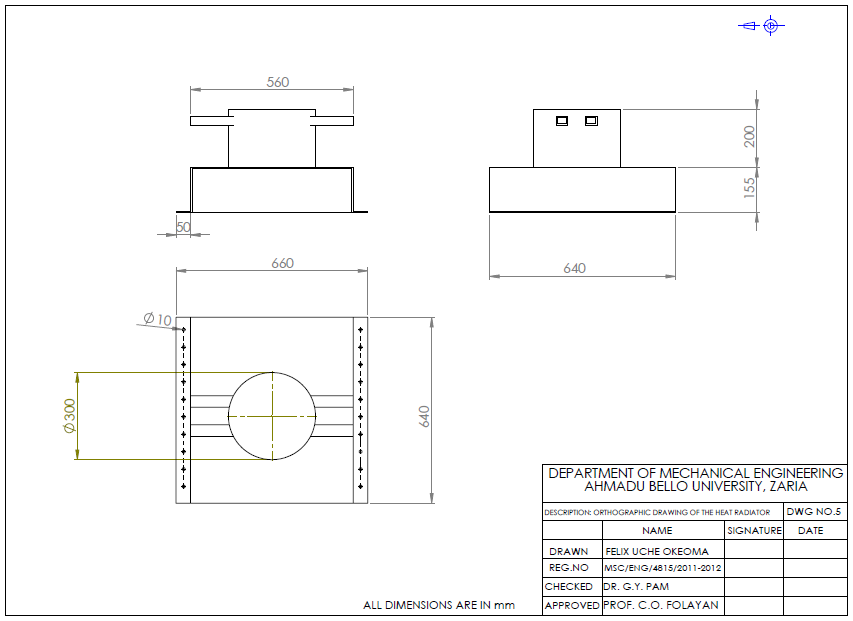 560
200
155
50
640
660
Ø10
Ø300
640
DEPARTMENT OF MECHANICAL ENGINEERING
AHMADU BELLO UNIVERSITY, ZARIA
DESCRIPTION: ORTHOGRAPHIC DRAWING OF THE HEAT RADIATOR DWG NO.5
NAME SIGNATURE DATE
DRAWN FELIX UCHE OKEOMA
REG.NO MSC/ENG/4815/2011-2012
CHECKED DR. G.Y. PAM
APPROVED PROF. C.O. FOLAYAN
ALL DIMENSIONS ARE IN mm